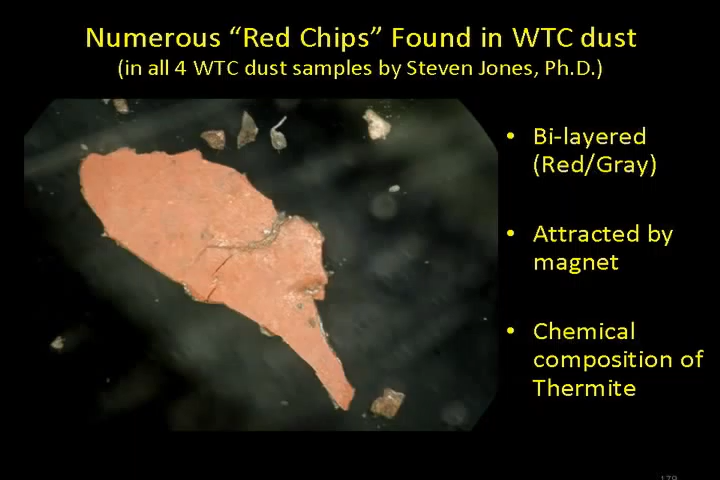 Numerous “Red Chips” Found in WTC dust
(in all 4 WTC dust samples by Steven Jones, Ph.D.)
• Bi-layered
(Red/Gray)
• Attracted by
magnet
• Chemical
composition of
Thermite
179